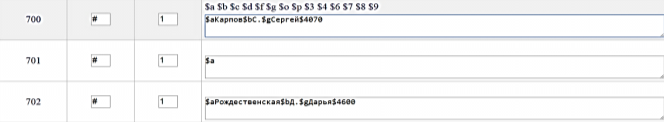 $a $b $c $d $f $g $o $p $3 $4 $6 $7 $8 $9
700 # 1 $aКарпов$bС.$gСергей$4070
701 # 1 $a
702 # 1 $aРождественская$bД.$gДарья$4600